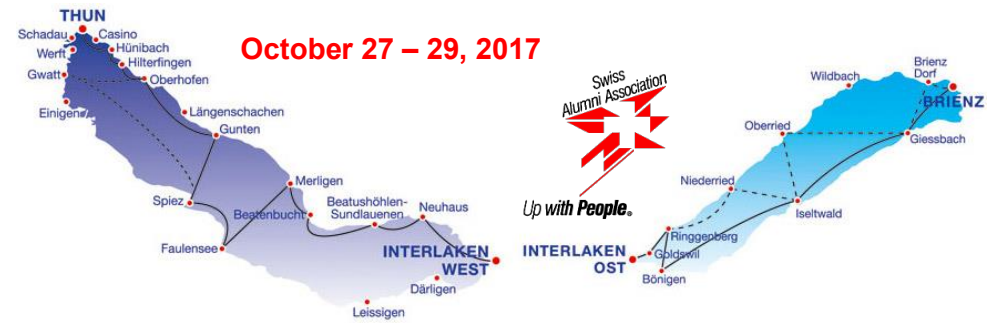 THUN
Schadau
Casino
Werft
Hünibach
Hilterfingen
Gwatt
Oberhofen
Einigen
Längenschachen
Gunten
Merligen
Spiez
Beatenbucht
Beatushöhlen-
Sundlauenen
Neuhaus
Faulensee
INTERLAKEN
WEST
Därligen
Leissigen
October 27 – 29, 2017
Swiss
Alumni Association
Up with People®
Brienz
Dorf
Wildbach
BRIENZ
Oberried
Giessbach
Niederried
Iseltwald
Ringgenberg
INTERLAKEN
OST
Goldswil
Bönigen